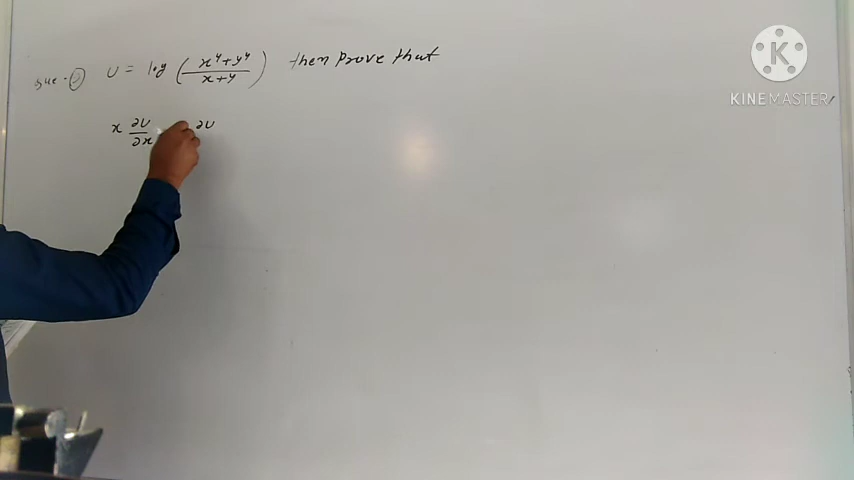 Que-② U = log ( x⁴+y⁴ / x+y ) then prove that
x ∂U/∂x ∂U
KINEMASTER